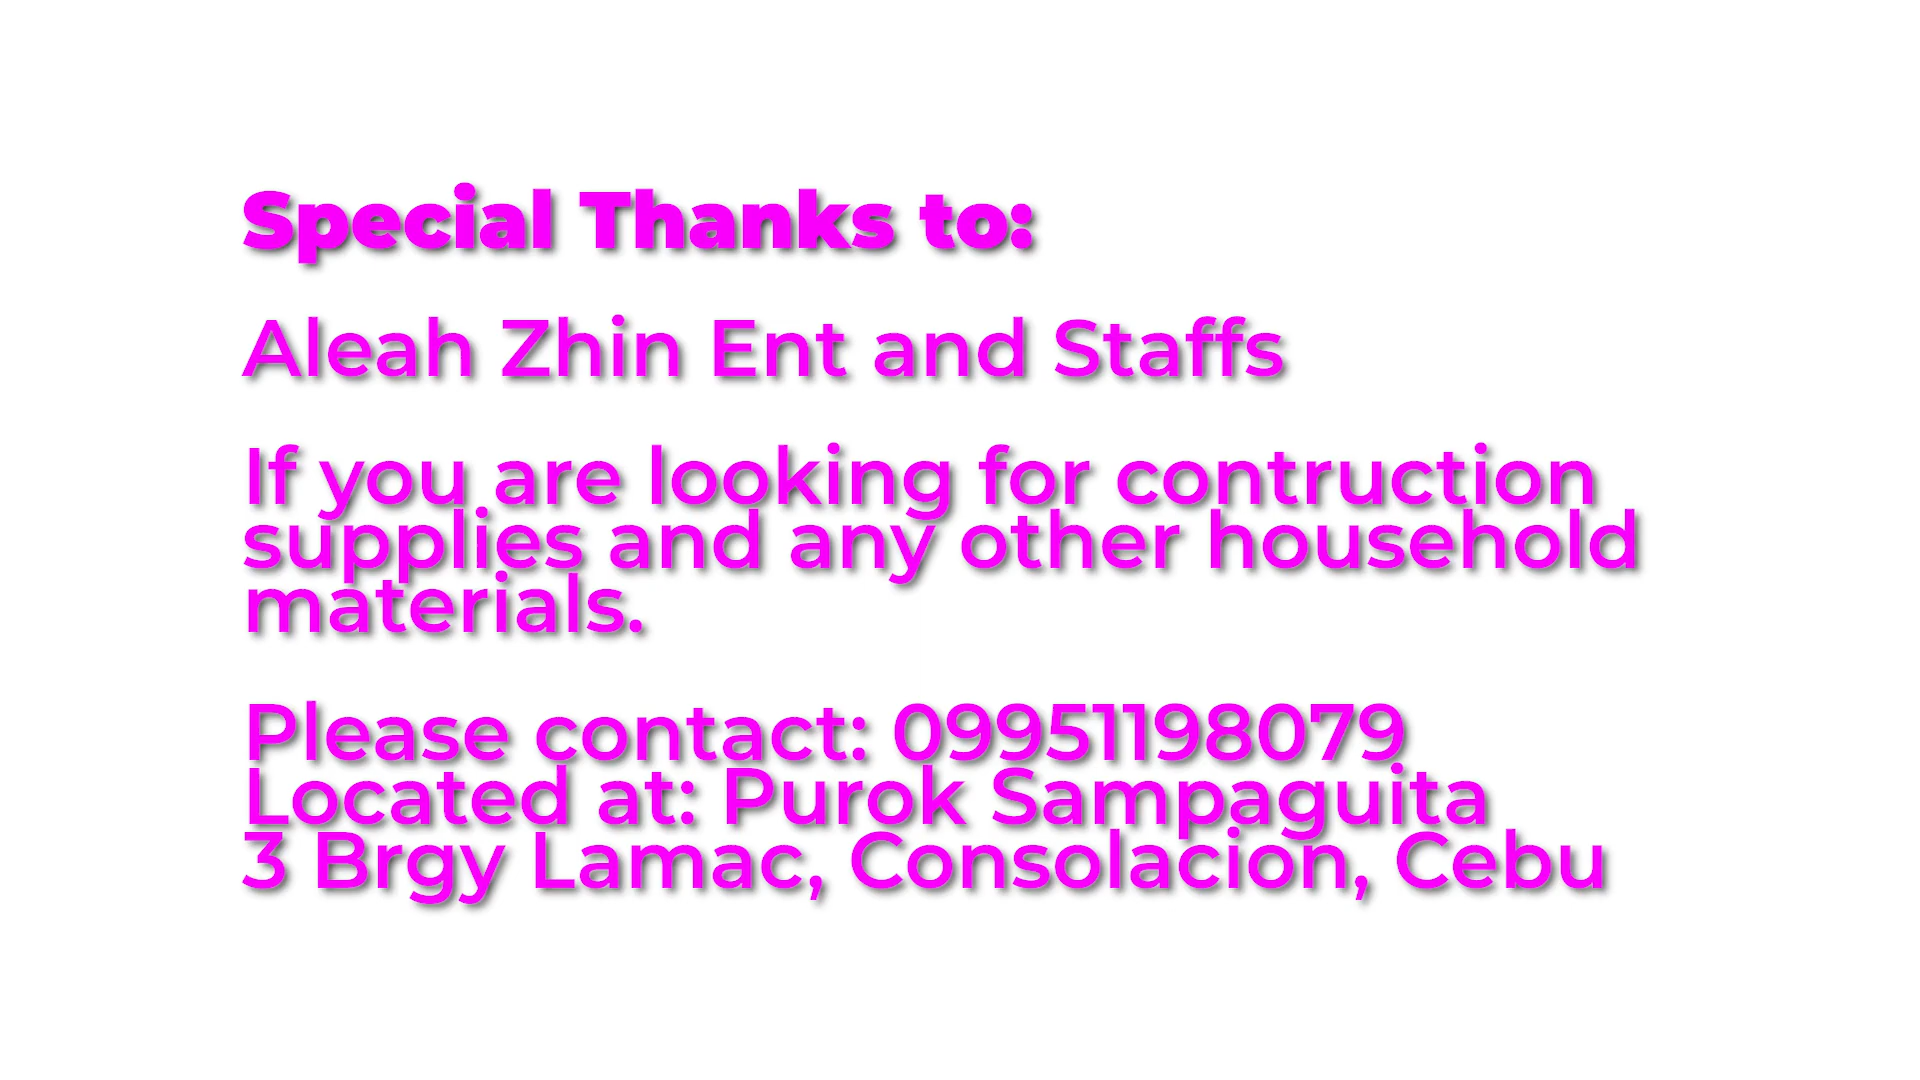 Special Thanks to:
Aleah Zhin Ent and Staffs
If you are looking for contruction
supplies and any other household
materials.
Please contact: 09951198079
Located at: Purok Sampaguita
3 Brgy Lamac, Consolacion, Cebu